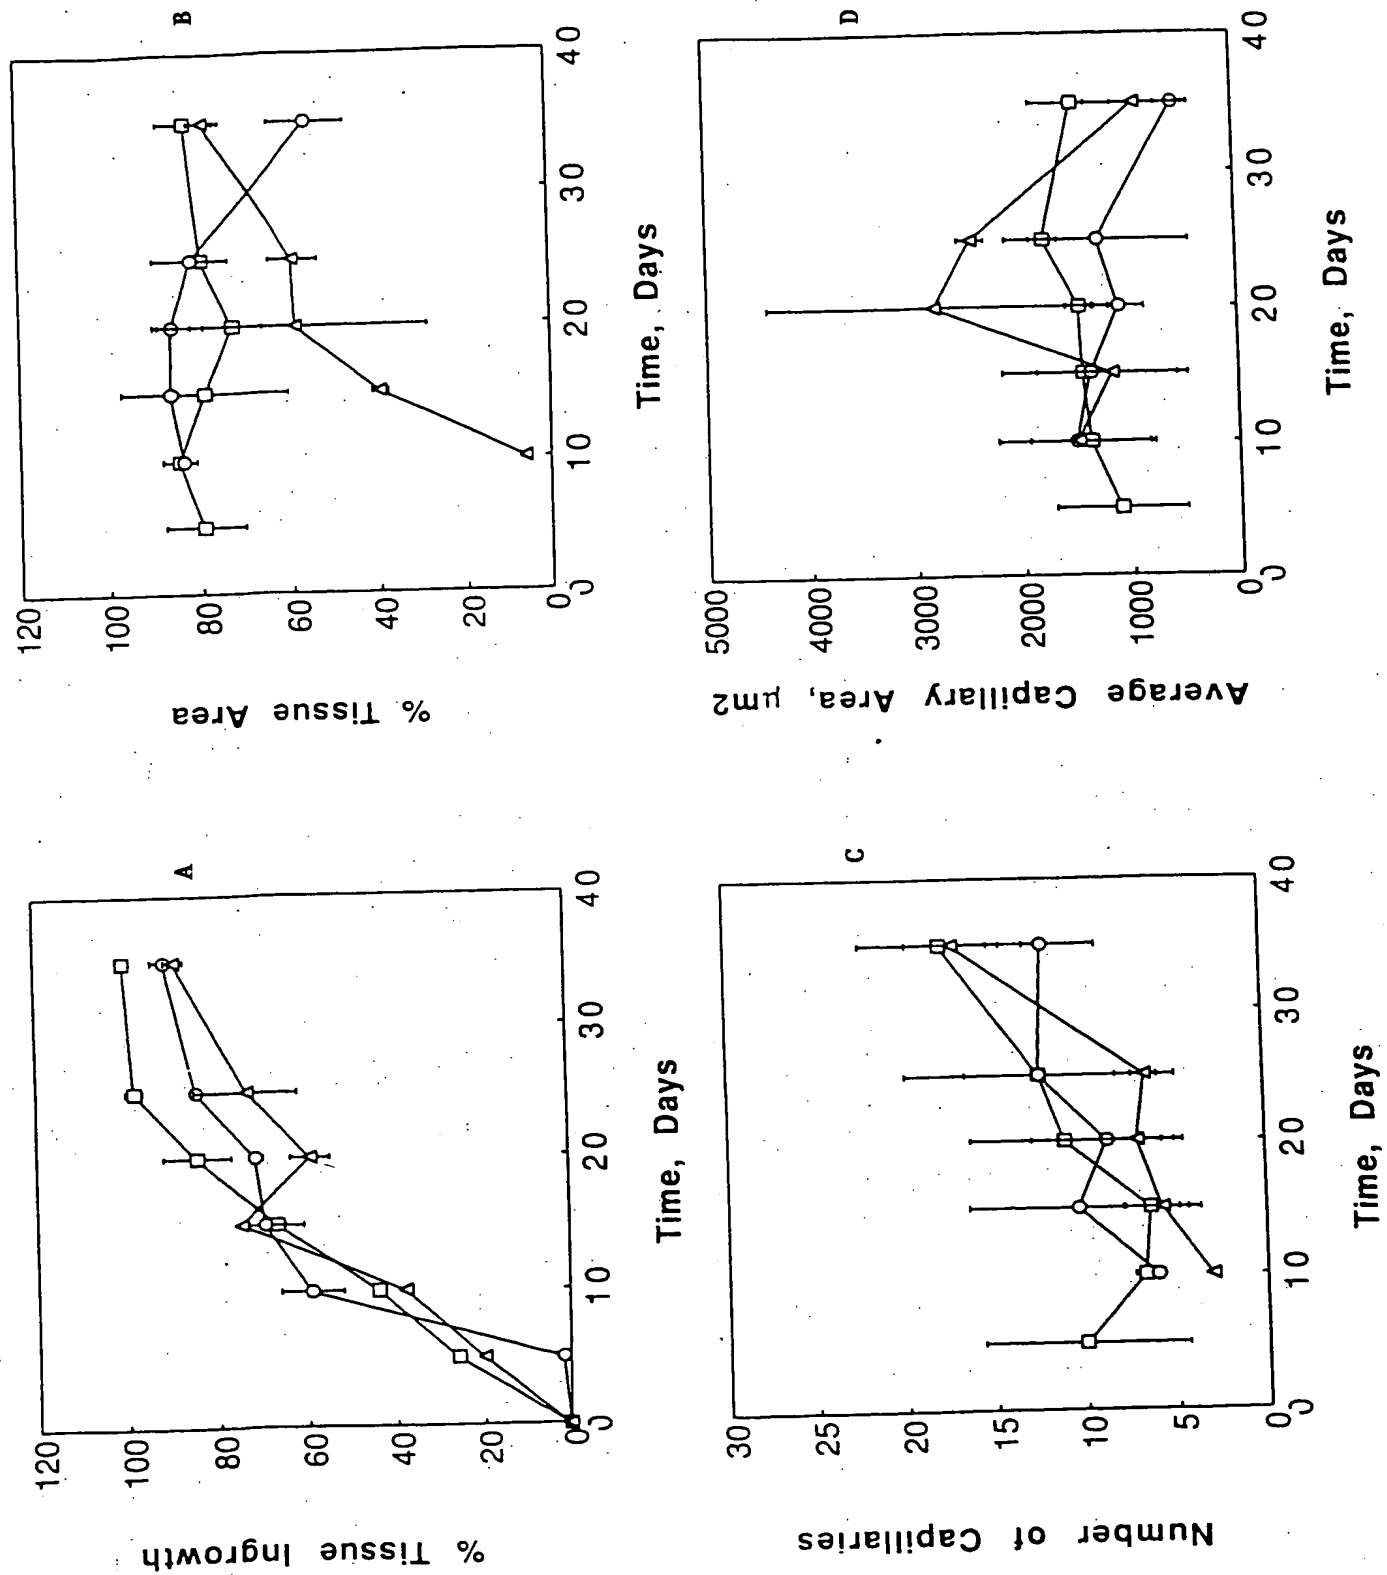 A
120
100
80
60
40
20
0
% Tissue Ingrowth
0 10 20 30 40
Time, Days
B
120
100
80
60
40
20
0
% Tissue Area
0 10 20 30 40
Time, Days
C
30
25
20
15
10
5
0
Number of Capillaries
0 10 20 30 40
Time, Days
D
5000
4000
3000
2000
1000
0
Average Capillary Area, μm2
0 10 20 30 40
Time, Days